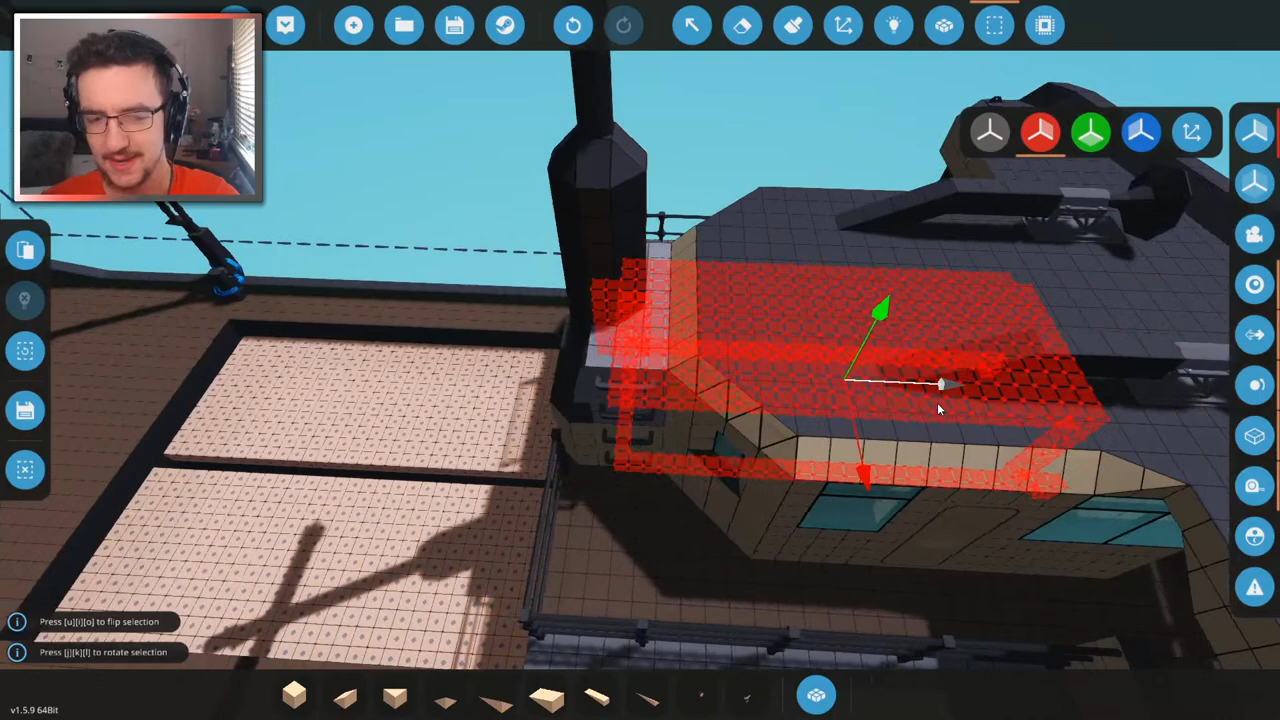 Press [u][i][o] to flip selection
Press [j][k][l] to rotate selection
v1.5.9 64Bit